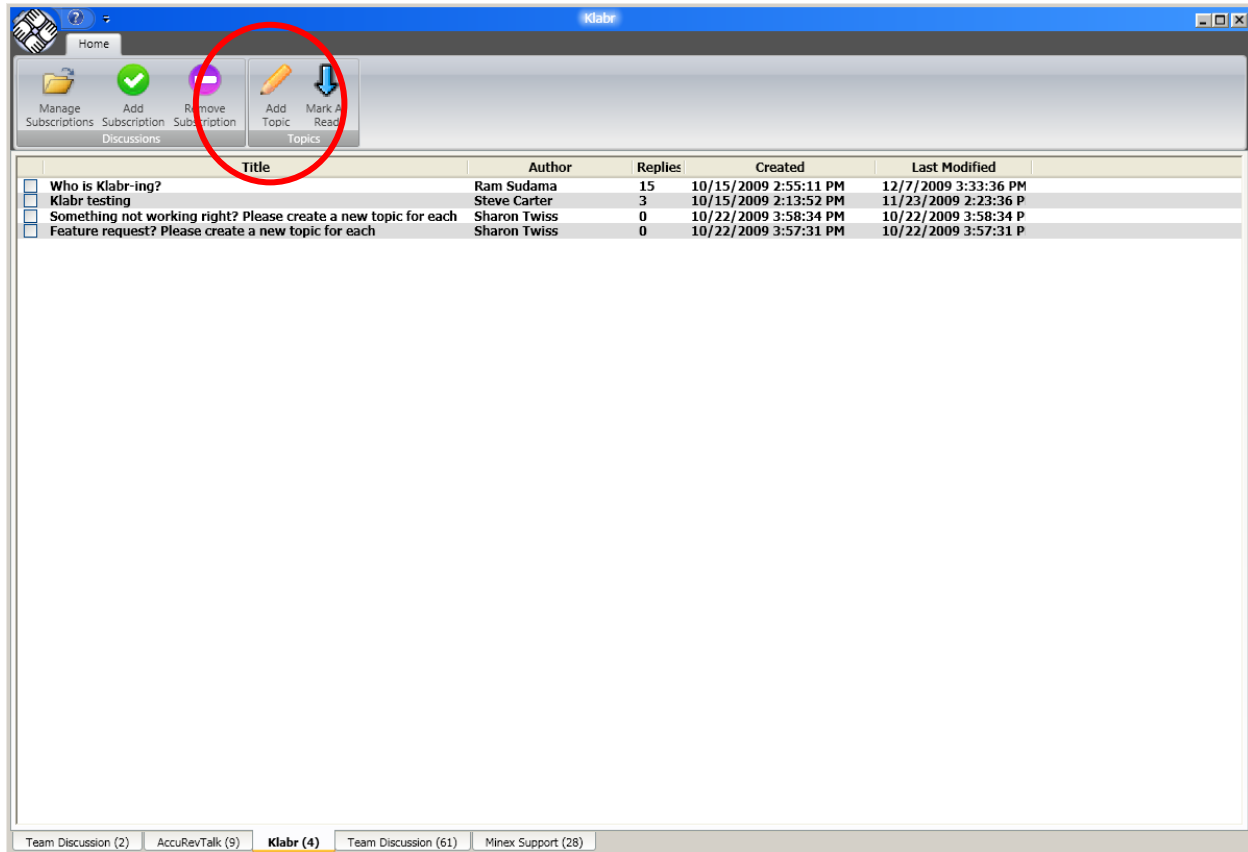 Klabr
Home
Manage Subscriptions
Add Subscription
Remove Subscription
Add Topic
Mark A Read
Discussions
Topics
Title Author Replies Created Last Modified
Who is Klabr-ing? Ram Sudama 15 10/15/2009 2:55:11 PM 12/7/2009 3:33:36 PM
Klabr testing Steve Carter 3 10/15/2009 2:13:52 PM 11/23/2009 2:23:36 P
Something not working right? Please create a new topic for each Sharon Twiss 0 10/22/2009 3:58:34 PM 10/22/2009 3:58:34 P
Feature request? Please create a new topic for each Sharon Twiss 0 10/22/2009 3:57:31 PM 10/22/2009 3:57:31 P
Team Discussion (2) AccuRevTalk (9) Klabr (4) Team Discussion (61) Minex Support (28)